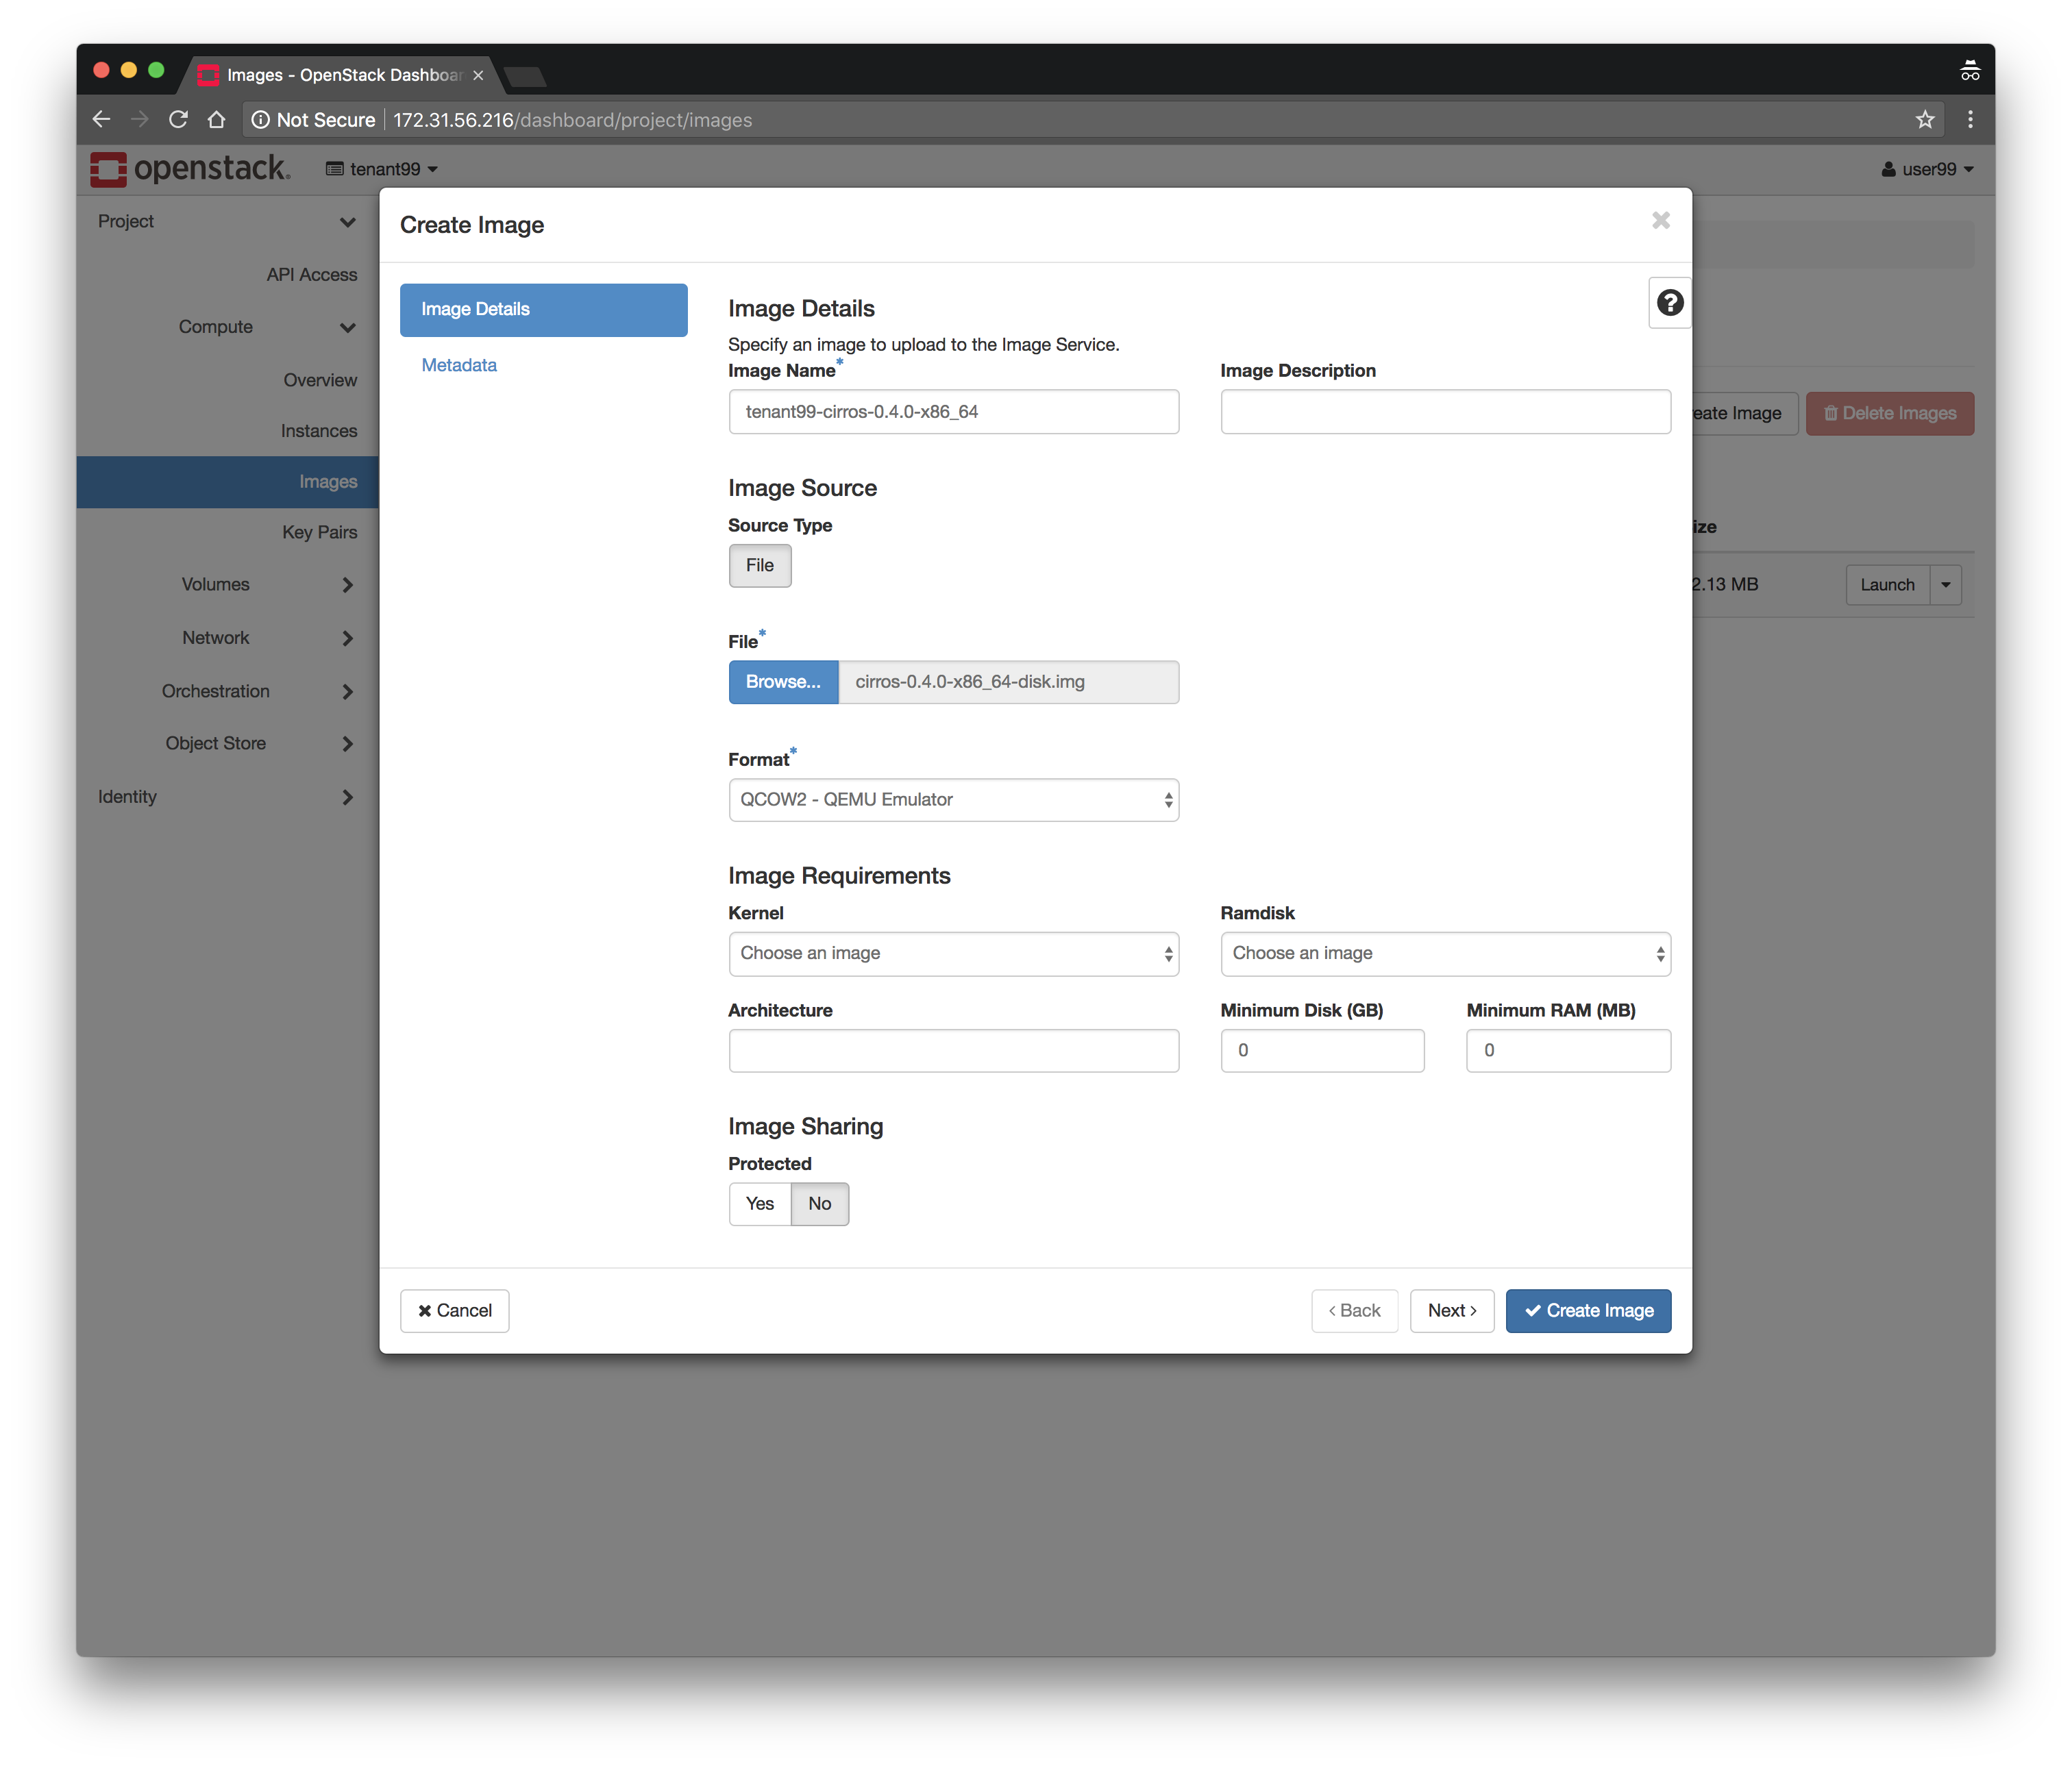 Images - OpenStack Dashboar
Not Secure 172.31.56.216/dashboard/project/images
openstack. tenant99 user99
Project
API Access
Compute
Overview
Instances
Images
Key Pairs
Volumes
Network
Orchestration
Object Store
Identity
Create Image
Image Details
Metadata
Image Details
Specify an image to upload to the Image Service.
Image Name* Image Description
tenant99-cirros-0.4.0-x86_64
Image Source
Source Type
File
File*
Browse... cirros-0.4.0-x86_64-disk.img
Format*
QCOW2 - QEMU Emulator
Image Requirements
Kernel Ramdisk
Choose an image Choose an image
Architecture Minimum Disk (GB) Minimum RAM (MB)
0 0
Image Sharing
Protected
Yes No
Cancel < Back Next > Create Image
eate Image Delete Images
ize
2.13 MB Launch